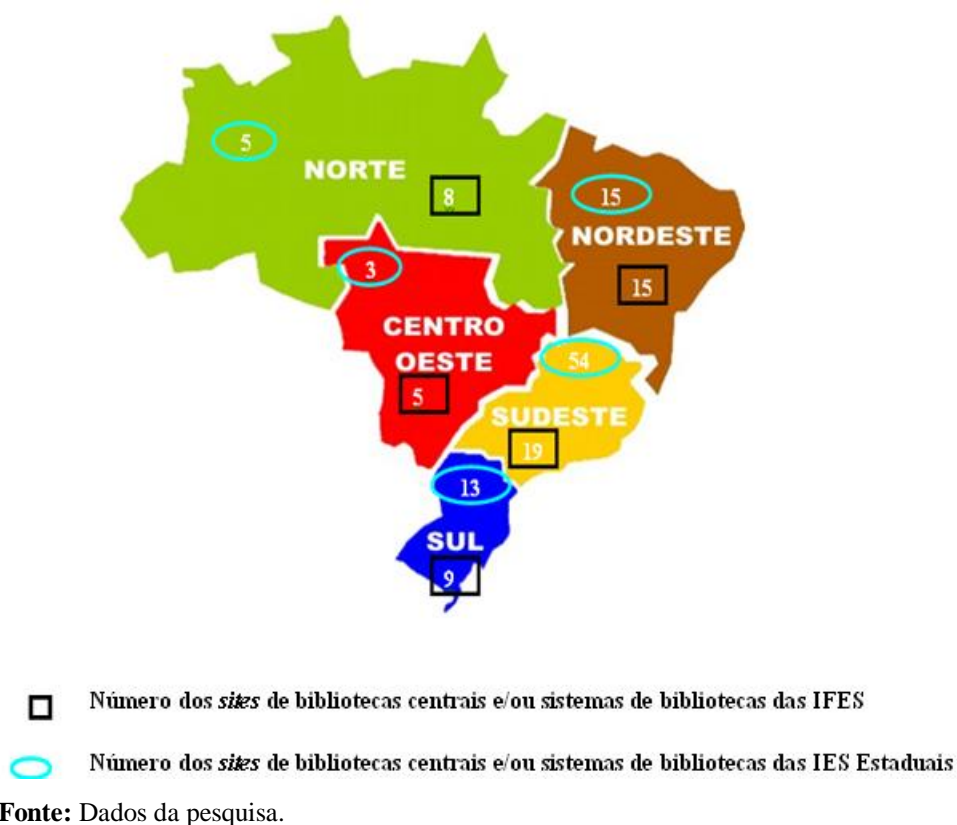 5
NORTE
8
15
NORDESTE
15
3
CENTRO
OESTE
5
54
SUDESTE
19
13
SUL
9
Número dos sites de bibliotecas centrais e/ou sistemas de bibliotecas das IFES
Número dos sites de bibliotecas centrais e/ou sistemas de bibliotecas das IES Estaduais
Fonte: Dados da pesquisa.